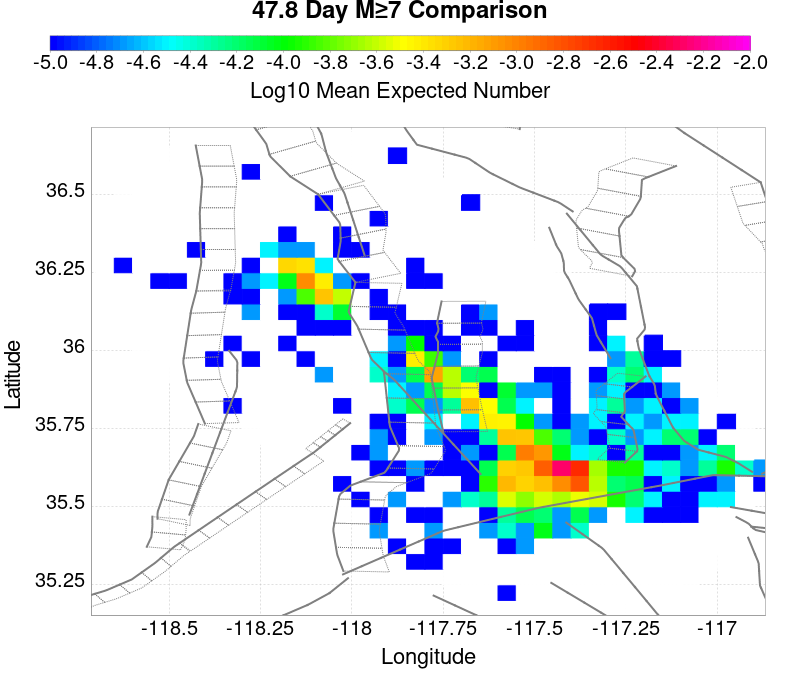 47.8 Day M≥7 Comparison
-5.0 -4.8 -4.6 -4.4 -4.2 -4.0 -3.8 -3.6 -3.4 -3.2 -3.0 -2.8 -2.6 -2.4 -2.2 -2.0
Log10 Mean Expected Number
36.5
36.25
36
35.75
35.5
35.25
Latitude
-118.5 -118.25 -118 -117.75 -117.5 -117.25 -117
Longitude